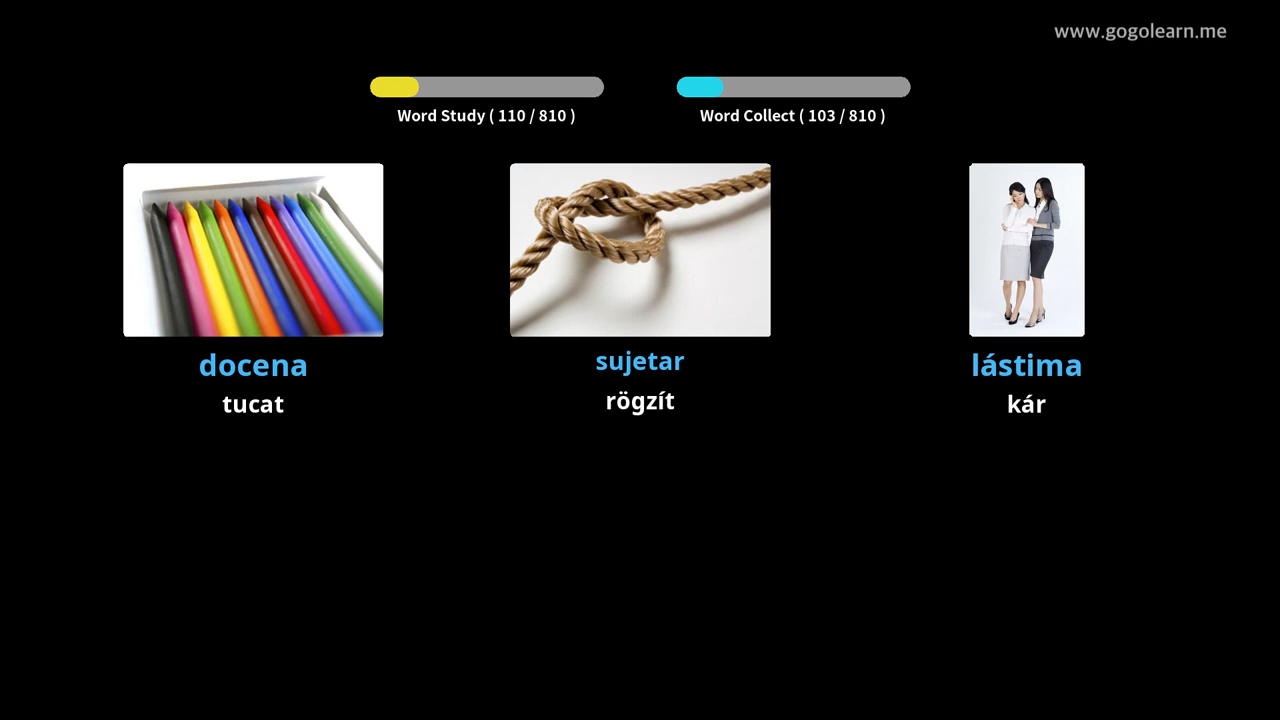 www.gogolearn.me
Word Study ( 110 / 810 )
Word Collect ( 103 / 810 )
docena
tucat
sujetar
rögzít
lástima
kár